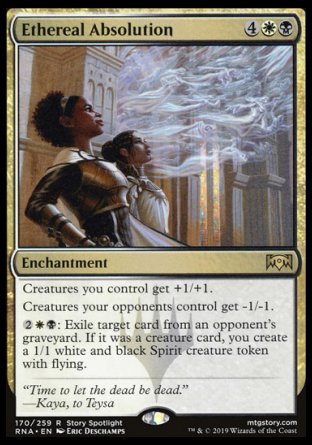 Ethereal Absolution 4
Enchantment
Creatures you control get +1/+1.
Creatures your opponents control get -1/-1.
2: Exile target card from an opponent's
graveyard. If it was a creature card, you create
a 1/1 white and black Spirit creature token
with flying.
"Time to let the dead be dead."
—Kaya, to Teysa
170/259 R Story Spotlight mtgstory.com
RNA • EN Eric Deschamps ™ & © 2019 Wizards of the Coast